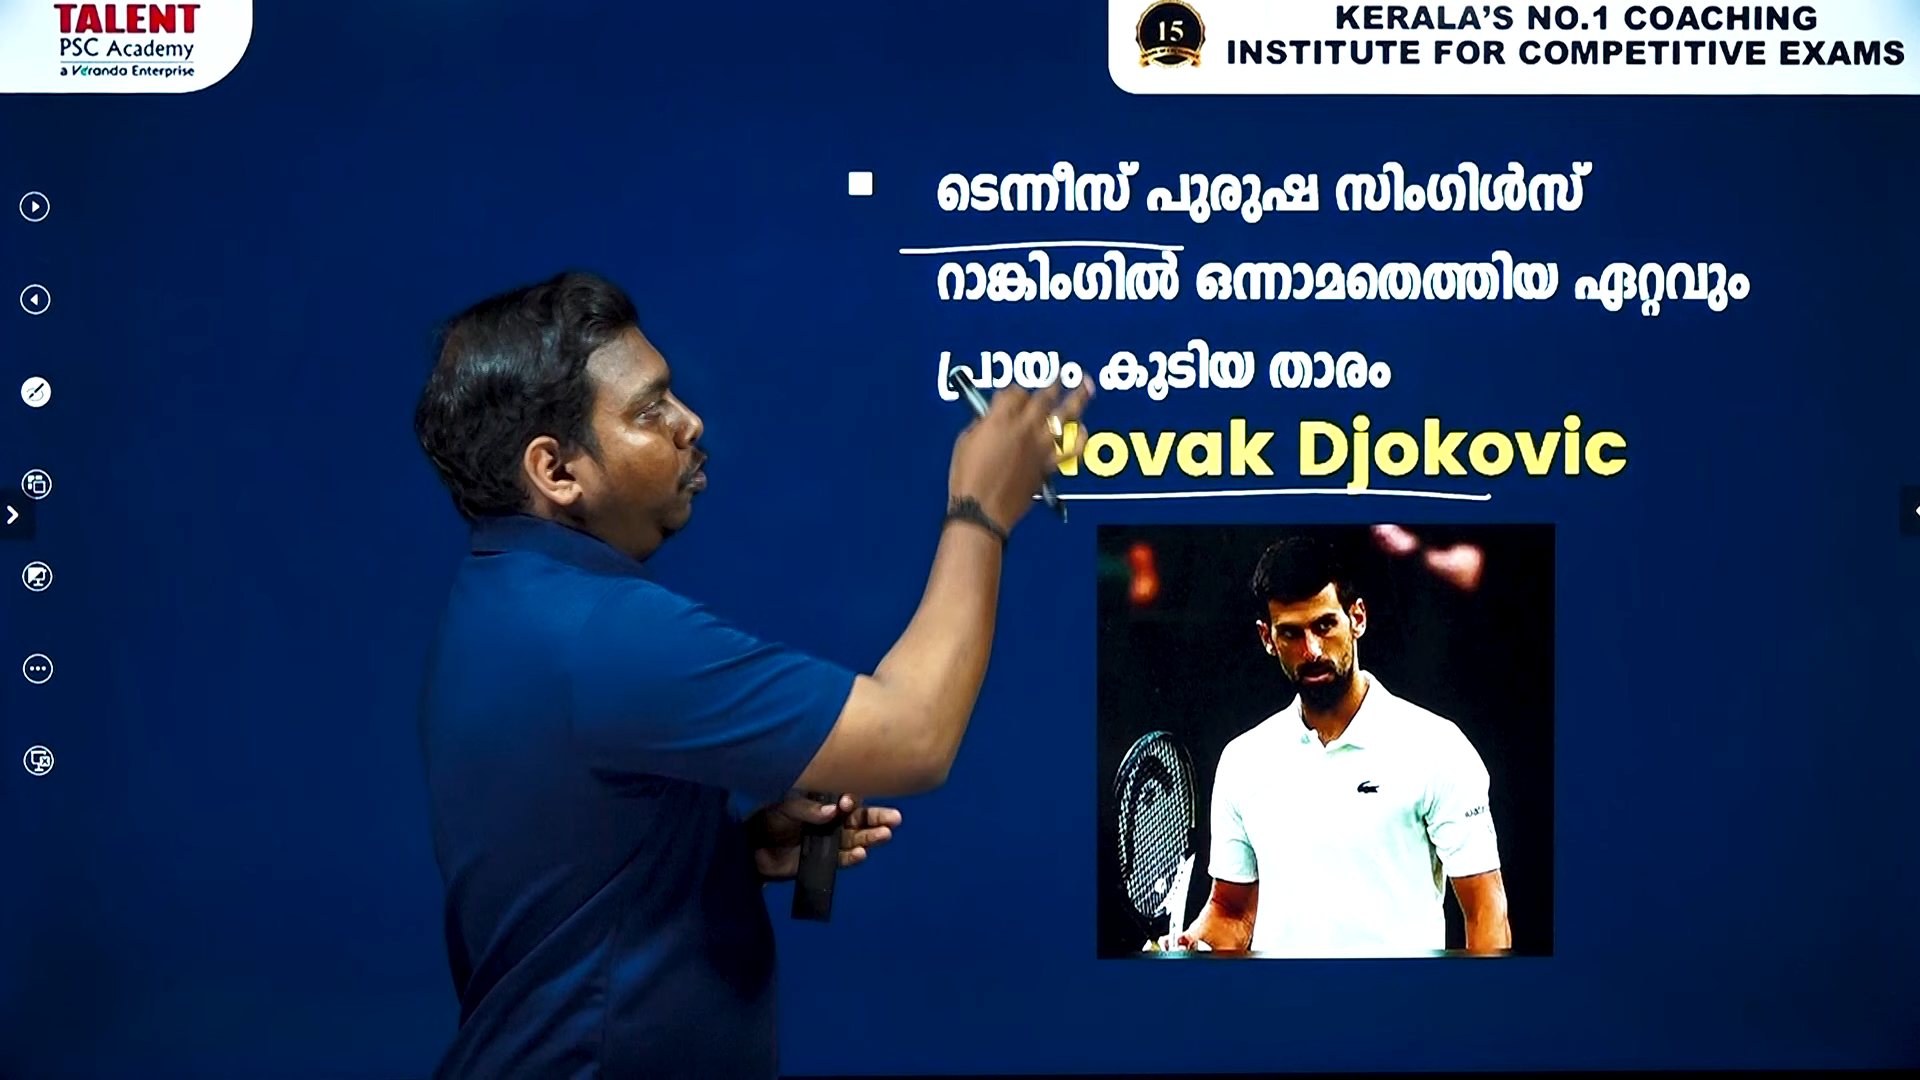 TALENT
PSC Academy
a Veranda Enterprise
15
KERALA'S NO.1 COACHING
INSTITUTE FOR COMPETITIVE EXAMS
ടെന്നീസ് പുരുഷ സിംഗിൾസ്
റാങ്കിംഗിൽ ഒന്നാമതെത്തിയ ഏറ്റവും
പ്രായം കൂടിയ താരം
Novak Djokovic